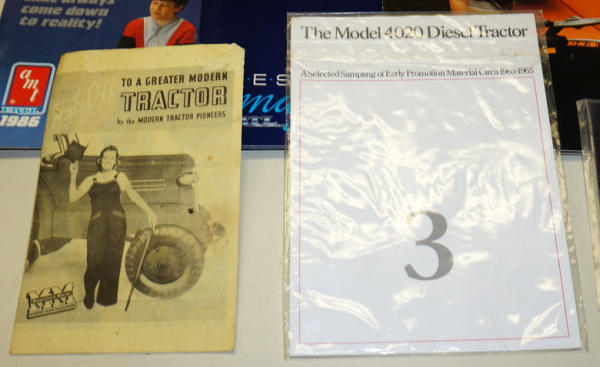 come down
to reality!
amt
ERTL
1986
TO A GREATER MODERN
TRACTOR
by the MODERN TRACTOR PIONEERS
The Model 4020 Diesel Tractor
A Selected Sampling of Early Promotion Material Circa 1963-1965
3